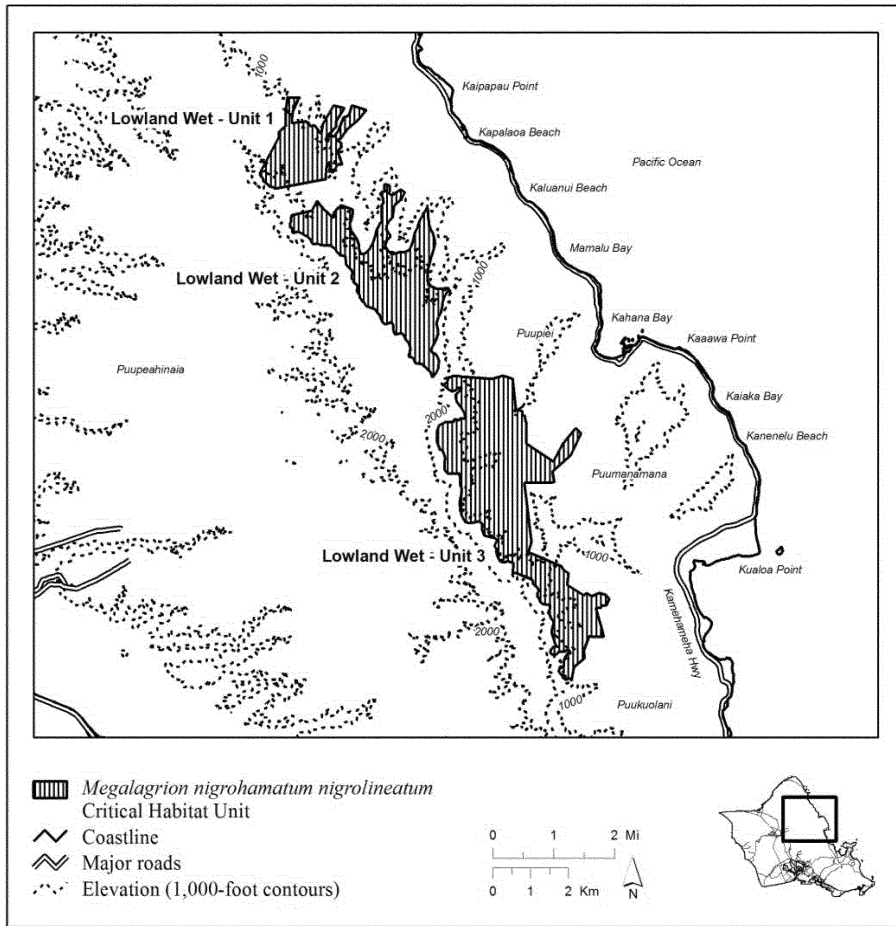 1000
Kaipapau Point
Lowland Wet - Unit 1
Kapalaoa Beach
Pacific Ocean
Kaluanui Beach
Mamalu Bay
Lowland Wet - Unit 2
1000
Kahana Bay
Puupiei
Kaaawa Point
Puupeahinaia
Kaiaka Bay
2000
2000
Kanenelu Beach
Puumanamana
Lowland Wet - Unit 3
1000
Kualoa Point
Kamehameha Hwy
2000
1000
Puukuolani
Megalagrion nigrohamatum nigrolineatum
Critical Habitat Unit
Coastline
Major roads
Elevation (1,000-foot contours)
0 1 2 Mi
0 1 2 Km
N